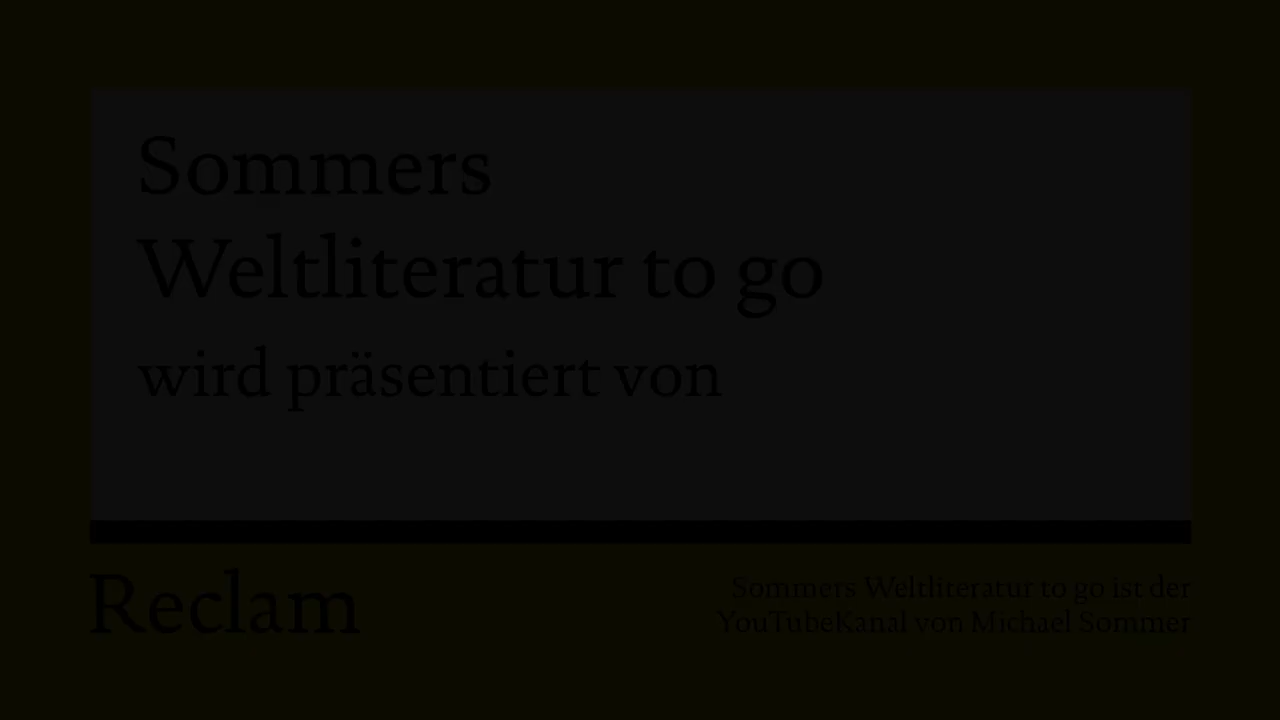 Sommers
Weltliteratur to go
wird präsentiert von
Reclam
Sommers Weltliteratur to go ist der
YouTubeKanal von Michael Sommer